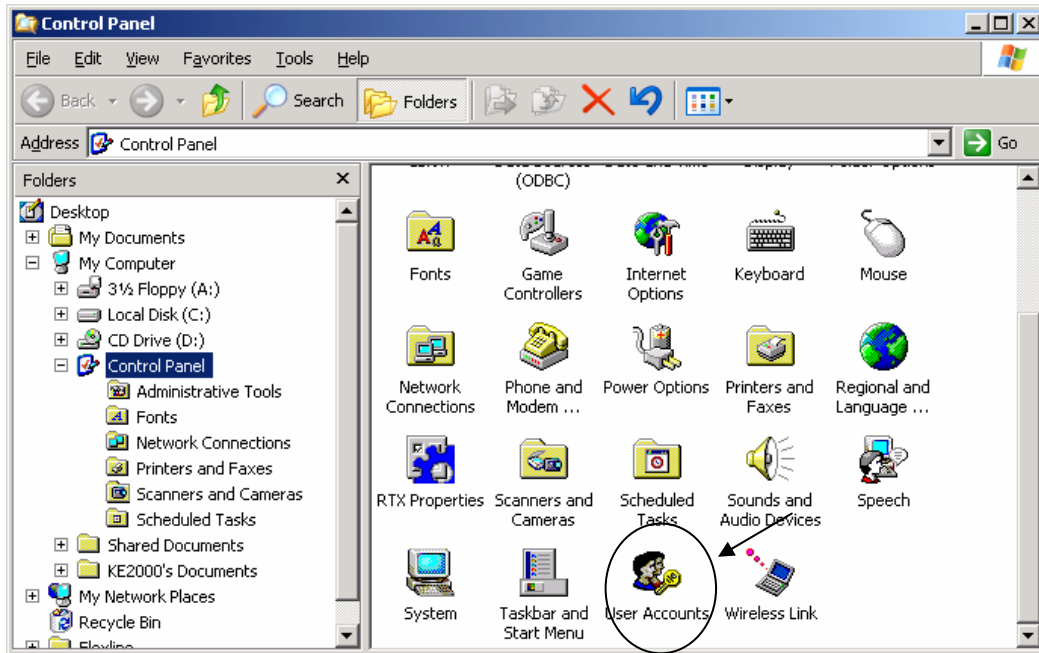 Control Panel
File Edit View Favorites Tools Help
Back Search Folders
Address Control Panel Go
Folders
Desktop
My Documents
My Computer
3½ Floppy (A:)
Local Disk (C:)
CD Drive (D:)
Control Panel
Administrative Tools
Fonts
Network Connections
Printers and Faxes
Scanners and Cameras
Scheduled Tasks
Shared Documents
KE2000's Documents
My Network Places
Recycle Bin
(ODBC)
Fonts Game Internet Keyboard Mouse
Controllers Options
Network Phone and Power Options Printers and Regional and
Connections Modem ... Faxes Language ...
RTX Properties Scanners and Scheduled Sounds and Speech
Cameras Tasks Audio Devices
System Taskbar and User Accounts Wireless Link
Start Menu